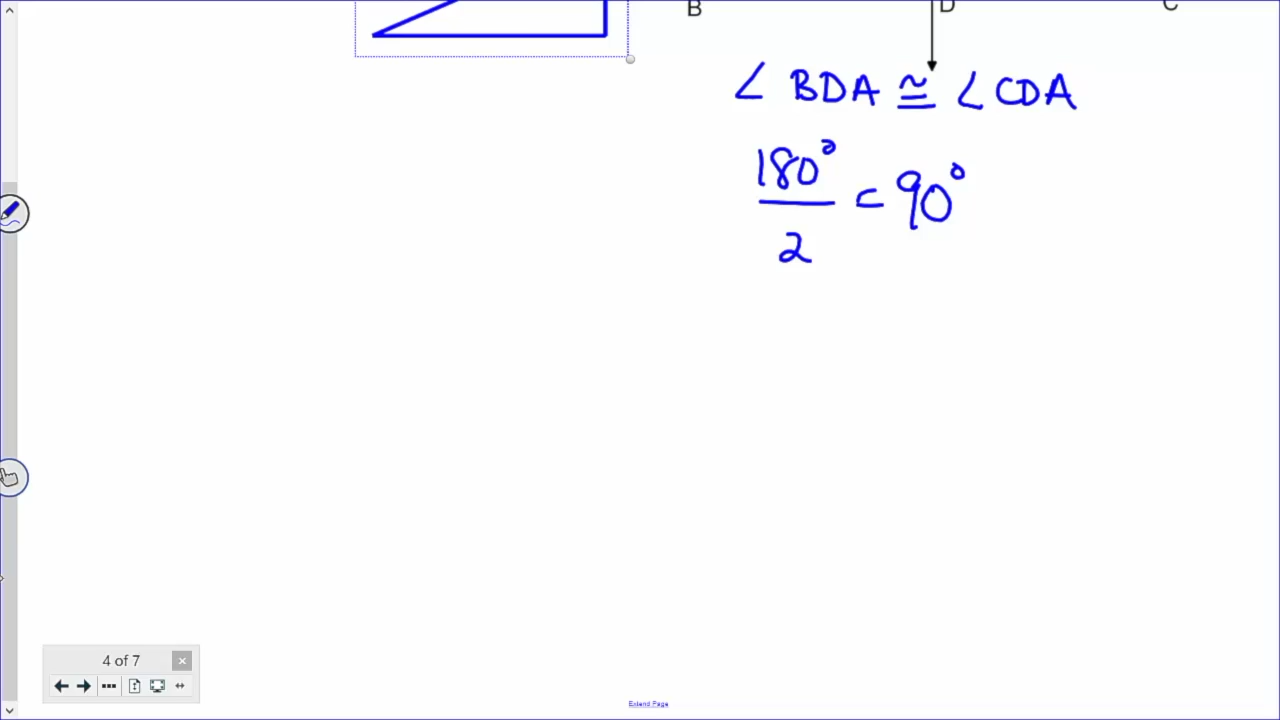 B D C
∠ BDA ≅ ∠ CDA
180° = 90°
2
4 of 7
Extend Page